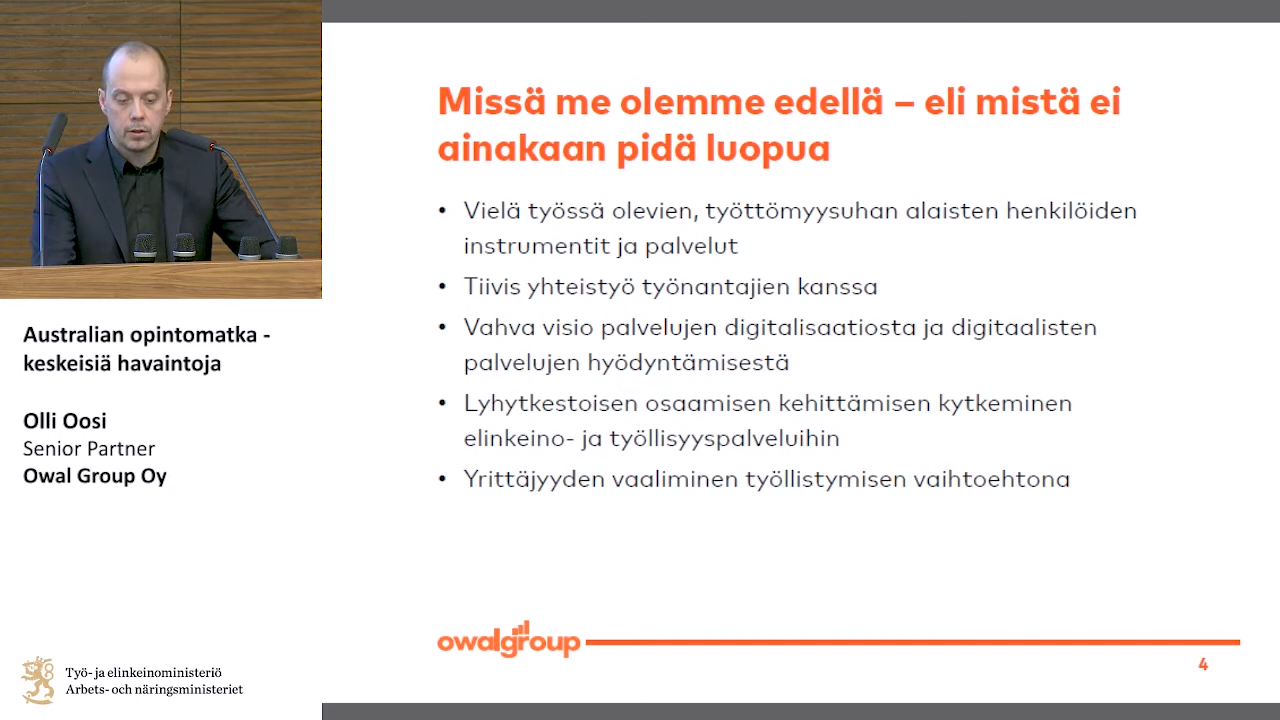 Missä me olemme edellä – eli mistä ei
ainakaan pidä luopua
• Vielä työssä olevien, työttömyysuhan alaisten henkilöiden
instrumentit ja palvelut
• Tiivis yhteistyö työnantajien kanssa
• Vahva visio palvelujen digitalisaatiosta ja digitaalisten
palvelujen hyödyntämisestä
• Lyhytkestoisen osaamisen kehittämisen kytkeminen
elinkeino- ja työllisyyspalveluihin
• Yrittäjyyden vaaliminen työllistymisen vaihtoehtona
owalgroup
4
Australian opintomatka -
keskeisiä havaintoja
Olli Oosi
Senior Partner
Owal Group Oy
Työ- ja elinkeinoministeriö
Arbets- och näringsministeriet